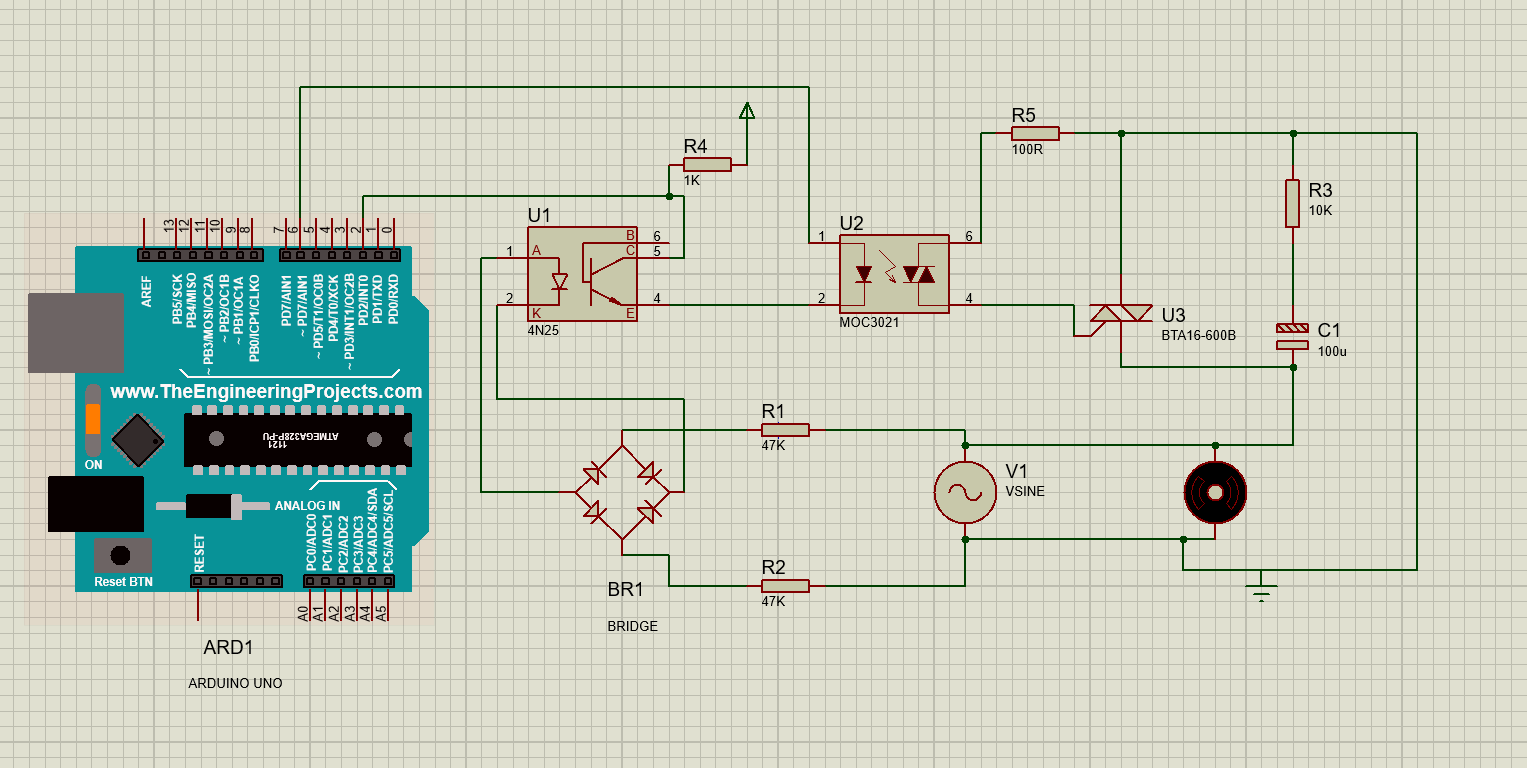 R5
100R
R4
1K
R3
10K
U1
1 A
B 6
C 5
2 K
E 4
4N25
U2
1
6
2
4
MOC3021
U3
BTA16-600B
C1
100u
13
12
11
10
9
8
7
6
5
4
3
2
1
0
AREF
PB5/SCK
PB4/MISO
~ PB3/MOSI/OC2A
~ PB2/OC1B
~ PB1/OC1A
PB0/ICP1/CLKO
PD7/AIN1
~ PD7/AIN1
~ PD5/T1/OC0B
PD4/T0/XCK
~ PD3/INT1/OC2B
PD2/INT0
PD1/TXD
PD0/RXD
www.TheEngineeringProjects.com
ATMEGA328P-PU
1121
ON
ANALOG IN
RESET
PC0/ADC0
PC1/ADC1
PC2/ADC2
PC3/ADC3
PC4/ADC4/SDA
PC5/ADC5/SCL
Reset BTN
A0
A1
A2
A3
A4
A5
ARD1
ARDUINO UNO
R1
47K
V1
VSINE
R2
47K
BR1
BRIDGE